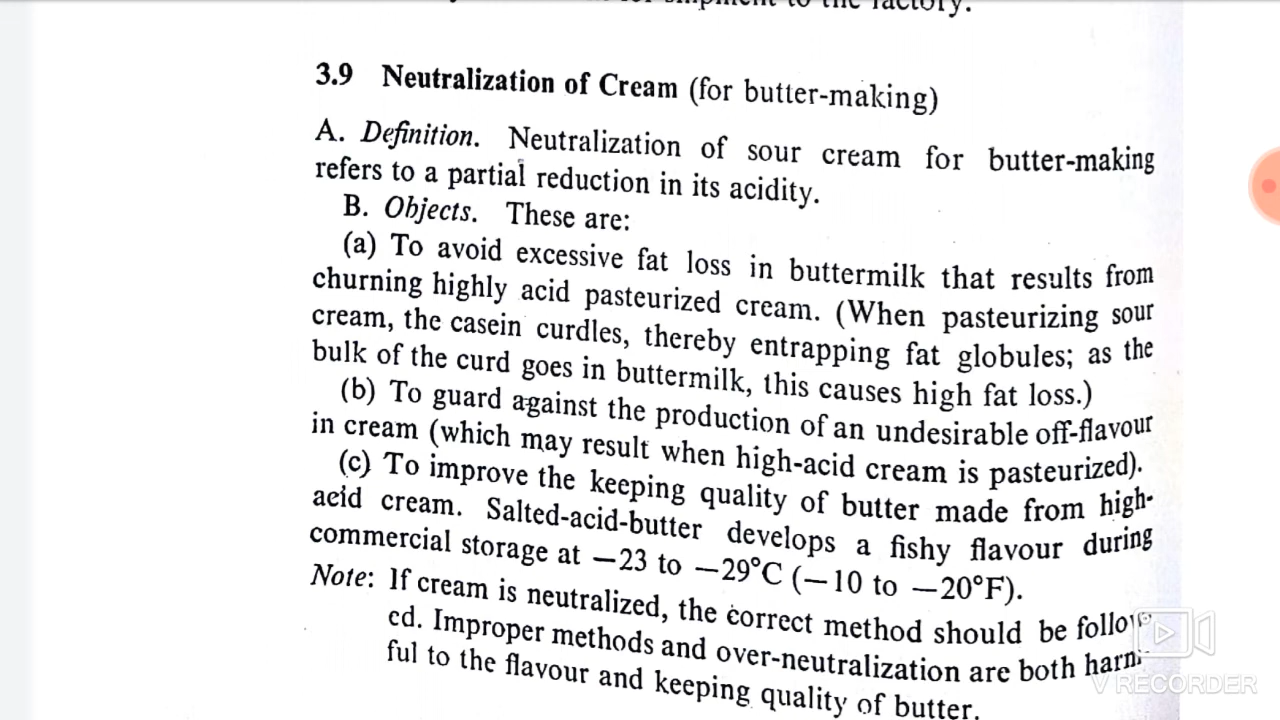 shipment to the factory.
3.9 Neutralization of Cream (for butter-making)
A. Definition. Neutralization of sour cream for butter-making
refers to a partial reduction in its acidity.
B. Objects. These are:
(a) To avoid excessive fat loss in buttermilk that results from
churning highly acid pasteurized cream. (When pasteurizing sour
cream, the casein curdles, thereby entrapping fat globules; as the
bulk of the curd goes in buttermilk, this causes high fat loss.)
(b) To guard against the production of an undesirable off-flavour
in cream (which may result when high-acid cream is pasteurized).
(c) To improve the keeping quality of butter made from high-
acid cream. Salted-acid-butter develops a fishy flavour during
commercial storage at —23 to —29°C (—10 to —20°F).
Note: If cream is neutralized, the correct method should be follow
ed. Improper methods and over-neutralization are both harm-
ful to the flavour and keeping quality of butter.
V RECORDER